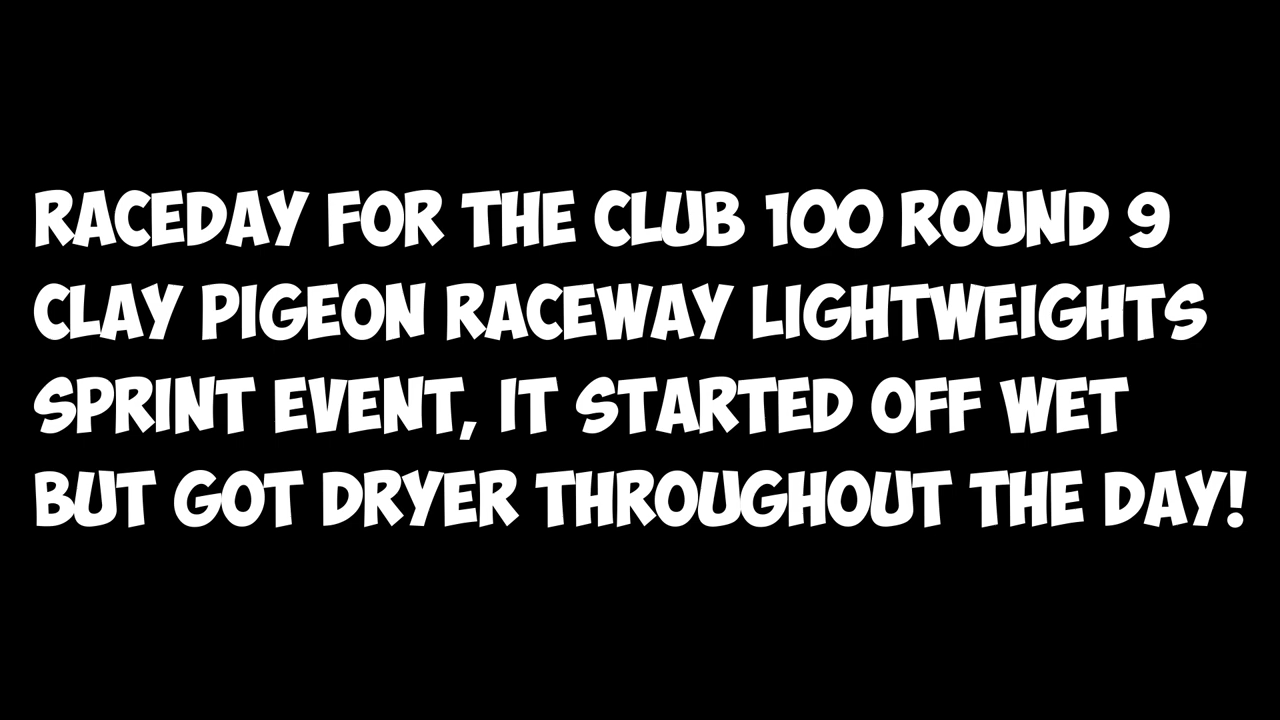 RACEDAY FOR THE CLUB 100 ROUND 9
CLAY PIGEON RACEWAY LIGHTWEIGHTS
SPRINT EVENT, IT STARTED OFF WET
BUT GOT DRYER THROUGHOUT THE DAY!